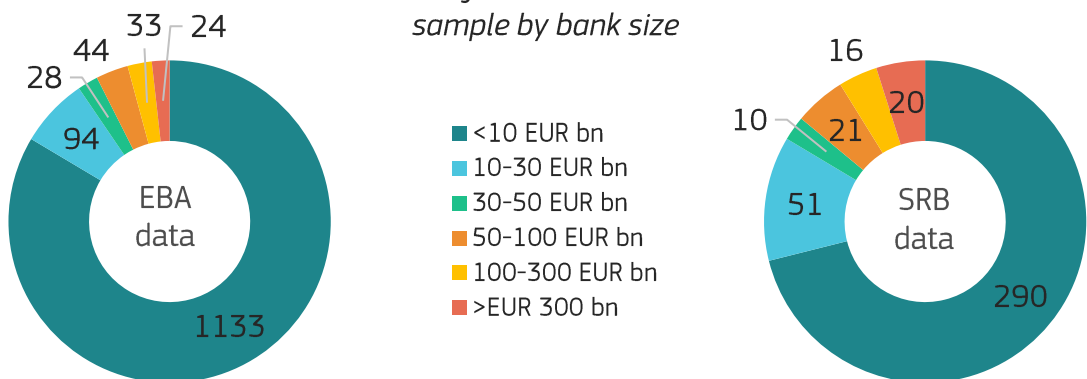 sample by bank size
33
24
44
28
94
EBA
data
1133
<10 EUR bn
10-30 EUR bn
30-50 EUR bn
50-100 EUR bn
100-300 EUR bn
>EUR 300 bn
16
20
10
21
51
SRB
data
290